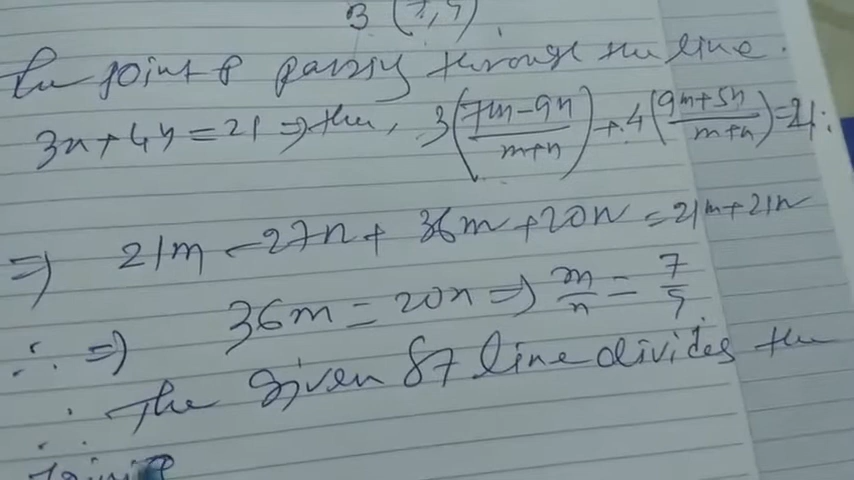 B (7, 9)
the point P passing through the line.
3x + 4y = 21 ⇒ then, 3(7m-9n/m+n) + 4(9m+5n/m+n) = 21.
⇒ 21m - 27n + 36m + 20n = 21m + 21n
∴ ⇒ 36m = 20n ⇒ m/n = 7/9
∴ The given st line divides the